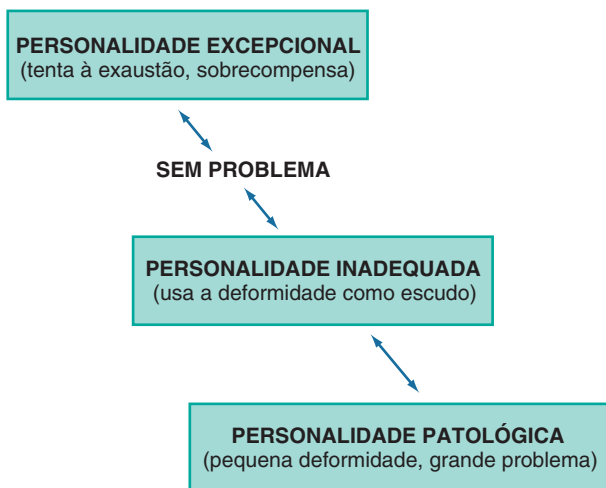 PERSONALIDADE EXCEPCIONAL
(tenta à exaustão, sobrecompensa)
SEM PROBLEMA
PERSONALIDADE INADEQUADA
(usa a deformidade como escudo)
PERSONALIDADE PATOLÓGICA
(pequena deformidade, grande problema)